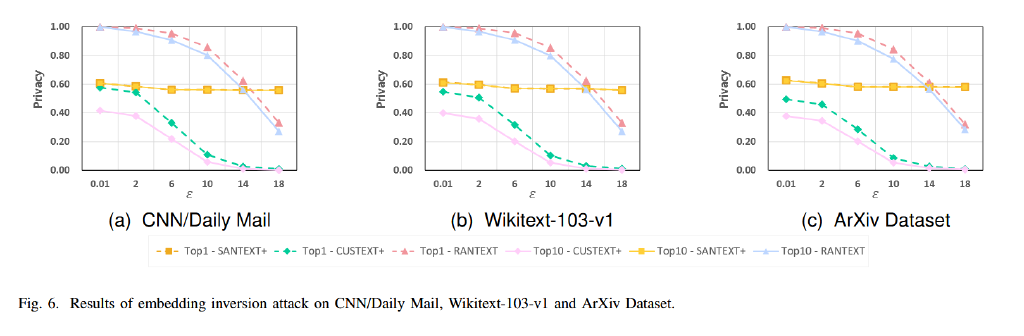 1.00
0.80
0.60
0.40
0.20
0.00
Privacy
0.01 2 6 10 14 18
ε
(a) CNN/Daily Mail
1.00
0.80
0.60
0.40
0.20
0.00
Privacy
0.01 2 6 10 14 18
ε
(b) Wikitext-103-v1
1.00
0.80
0.60
0.40
0.20
0.00
Privacy
0.01 2 6 10 14 18
ε
(c) ArXiv Dataset
Top1 - SANTEXT+ Top1 - CUSTEXT+ Top1 - RANTEXT Top10 - CUSTEXT+ Top10 - SANTEXT+ Top10 - RANTEXT
Fig. 6. Results of embedding inversion attack on CNN/Daily Mail, Wikitext-103-v1 and ArXiv Dataset.